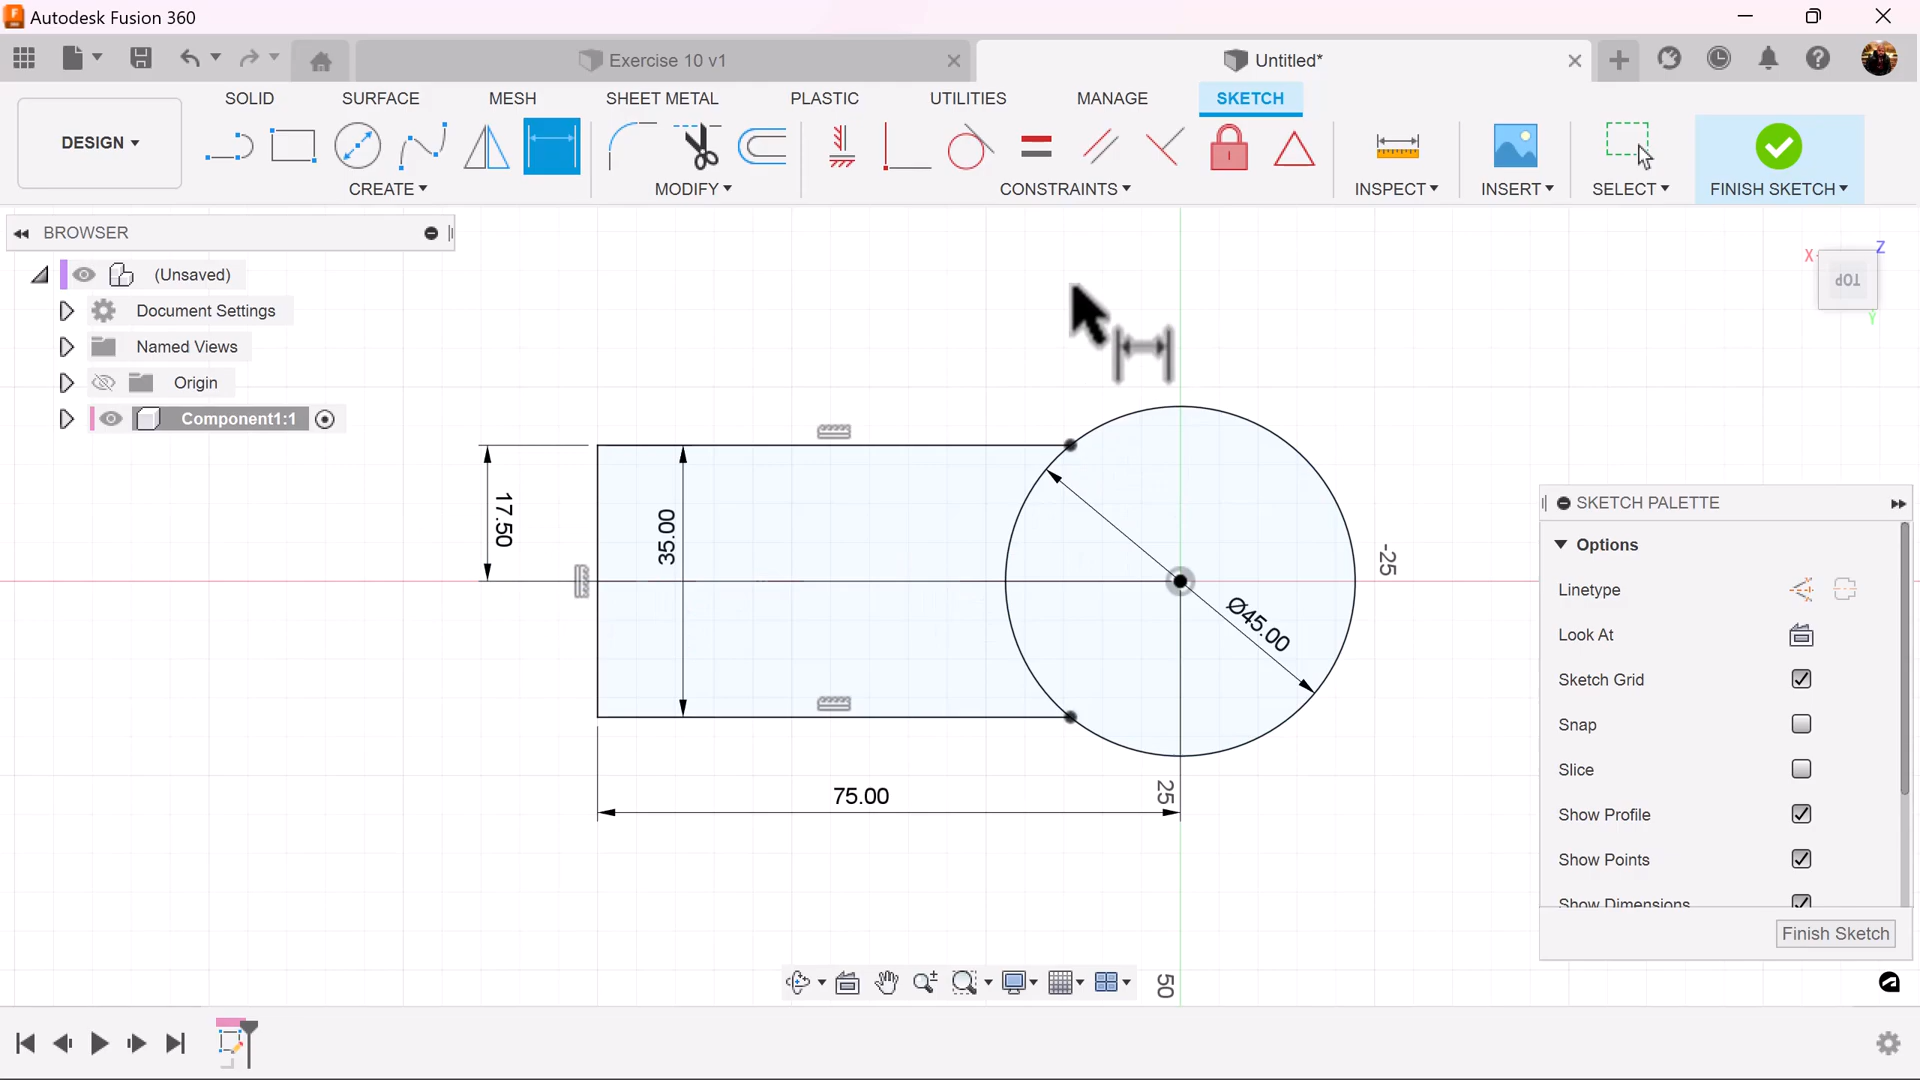 Autodesk Fusion 360
Exercise 10 v1
Untitled*
DESIGN
SOLID
SURFACE
MESH
SHEET METAL
PLASTIC
UTILITIES
MANAGE
SKETCH
CREATE
MODIFY
CONSTRAINTS
INSPECT
INSERT
SELECT
FINISH SKETCH
BROWSER
(Unsaved)
Document Settings
Named Views
Origin
Component1:1
X
Z
TOP
Y
17.50
35.00
Ø45.00
-25
75.00
25
50
SKETCH PALETTE
Options
Linetype
Look At
Sketch Grid
Snap
Slice
Show Profile
Show Points
Show Dimensions
Finish Sketch